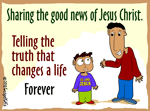 Sharing the good news of Jesus Christ.
Telling the
truth that
changes a life
Forever